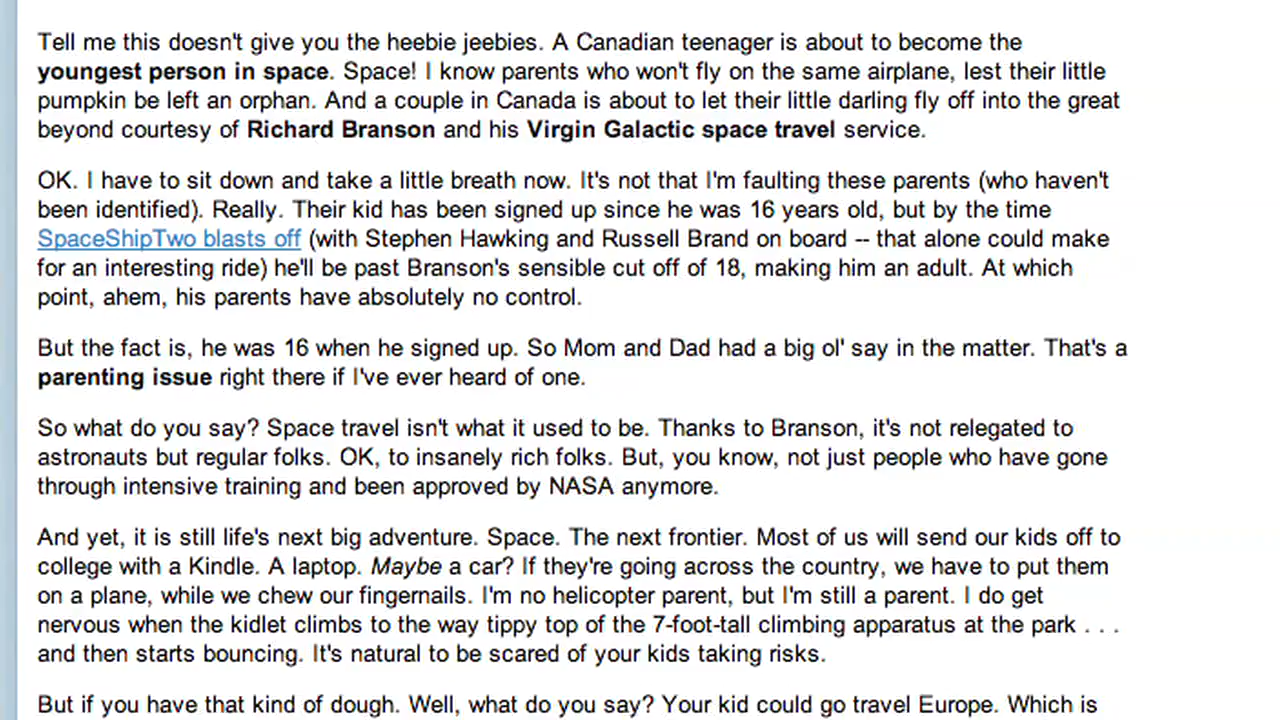 Tell me this doesn't give you the heebie jeebies. A Canadian teenager is about to become the
youngest person in space. Space! I know parents who won't fly on the same airplane, lest their little
pumpkin be left an orphan. And a couple in Canada is about to let their little darling fly off into the great
beyond courtesy of Richard Branson and his Virgin Galactic space travel service.
OK. I have to sit down and take a little breath now. It's not that I'm faulting these parents (who haven't
been identified). Really. Their kid has been signed up since he was 16 years old, but by the time
SpaceShipTwo blasts off (with Stephen Hawking and Russell Brand on board -- that alone could make
for an interesting ride) he'll be past Branson's sensible cut off of 18, making him an adult. At which
point, ahem, his parents have absolutely no control.
But the fact is, he was 16 when he signed up. So Mom and Dad had a big ol' say in the matter. That's a
parenting issue right there if I've ever heard of one.
So what do you say? Space travel isn't what it used to be. Thanks to Branson, it's not relegated to
astronauts but regular folks. OK, to insanely rich folks. But, you know, not just people who have gone
through intensive training and been approved by NASA anymore.
And yet, it is still life's next big adventure. Space. The next frontier. Most of us will send our kids off to
college with a Kindle. A laptop. Maybe a car? If they're going across the country, we have to put them
on a plane, while we chew our fingernails. I'm no helicopter parent, but I'm still a parent. I do get
nervous when the kidlet climbs to the way tippy top of the 7-foot-tall climbing apparatus at the park . . .
and then starts bouncing. It's natural to be scared of your kids taking risks.
But if you have that kind of dough. Well, what do you say? Your kid could go travel Europe. Which is